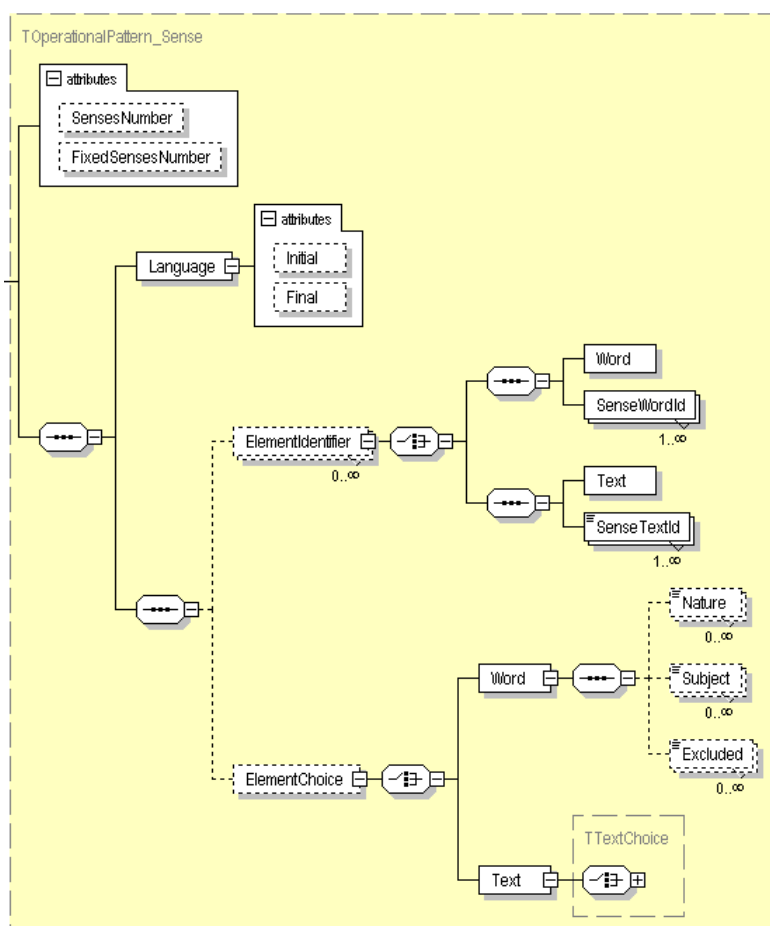 TOperationalPattern_Sense
attributes
SensesNumber
FixedSensesNumber
attributes
Language
Initial
Final
Word
ElementIdentifier
0..∞
SenseWordId
1..∞
Text
SenseTextId
1..∞
Nature
0..∞
Word
Subject
0..∞
ElementChoice
Excluded
0..∞
TTextChoice
Text